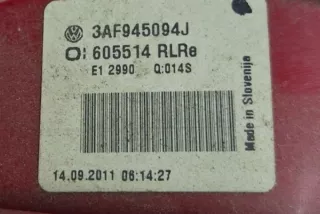 3AF945094J
605514 RLRe
E1 2990 Q:014S
Made in Slovenija
14.09.2011 06:14:27